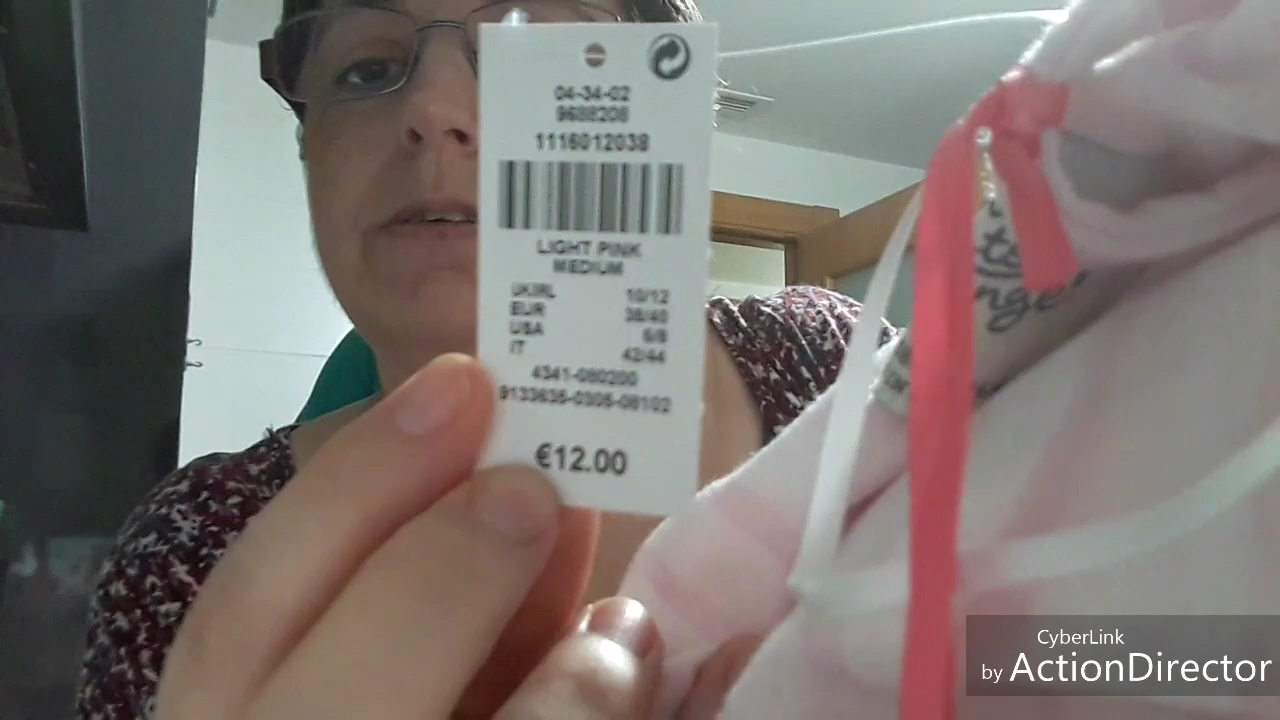 04-34-02
9688208
1116012038
LIGHT PINK
MEDIUM
UK/IRL 10/12
EUR 38/40
USA 6/8
IT 42/44
4341-080200
9133635-0305-08102
€12.00
CyberLink
by ActionDirector